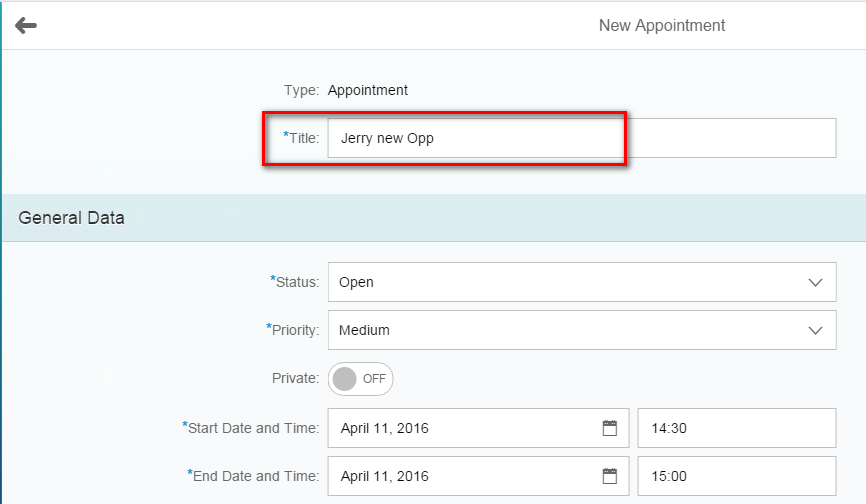 New Appointment
Type: Appointment
*Title: Jerry new Opp
General Data
*Status: Open
*Priority: Medium
Private: OFF
*Start Date and Time: April 11, 2016 14:30
*End Date and Time: April 11, 2016 15:00